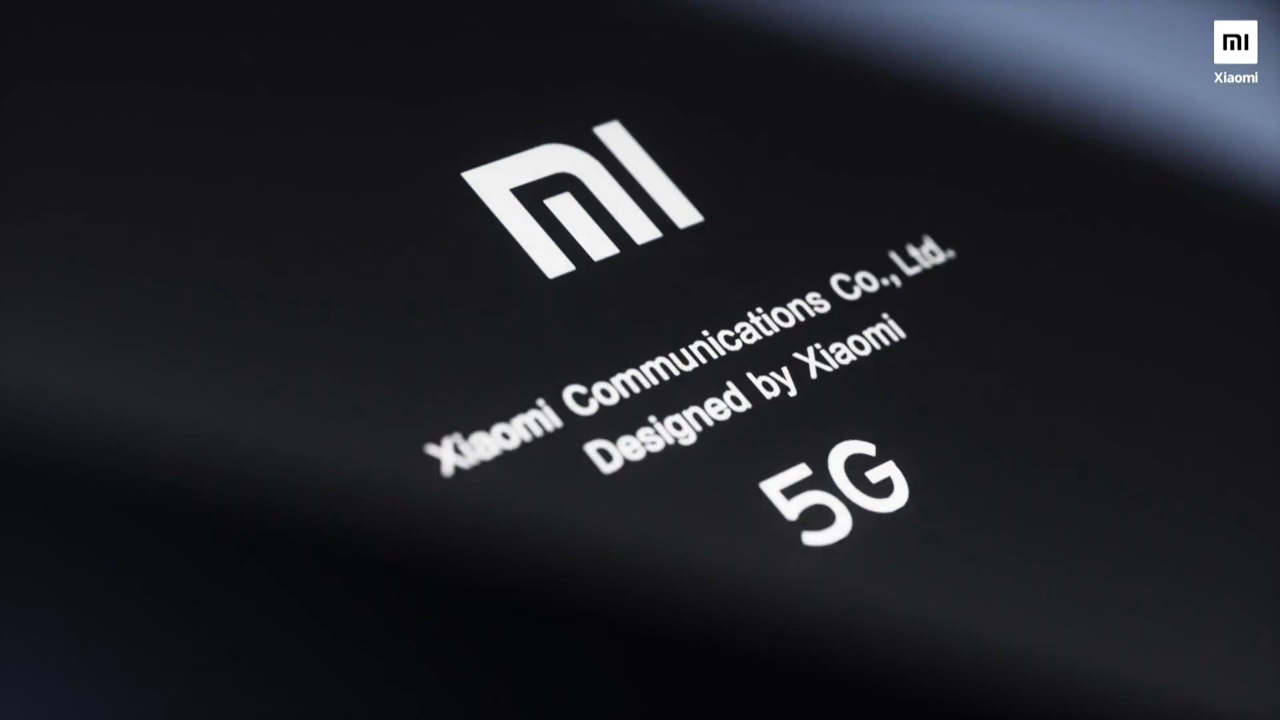 mi
Xiaomi
mi
Xiaomi Communications Co., Ltd.
Designed by Xiaomi
5G